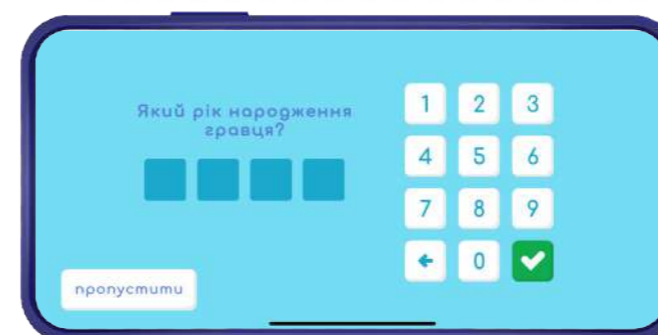 Який рік народження
гравця?
1 2 3
4 5 6
7 8 9
0
пропустити